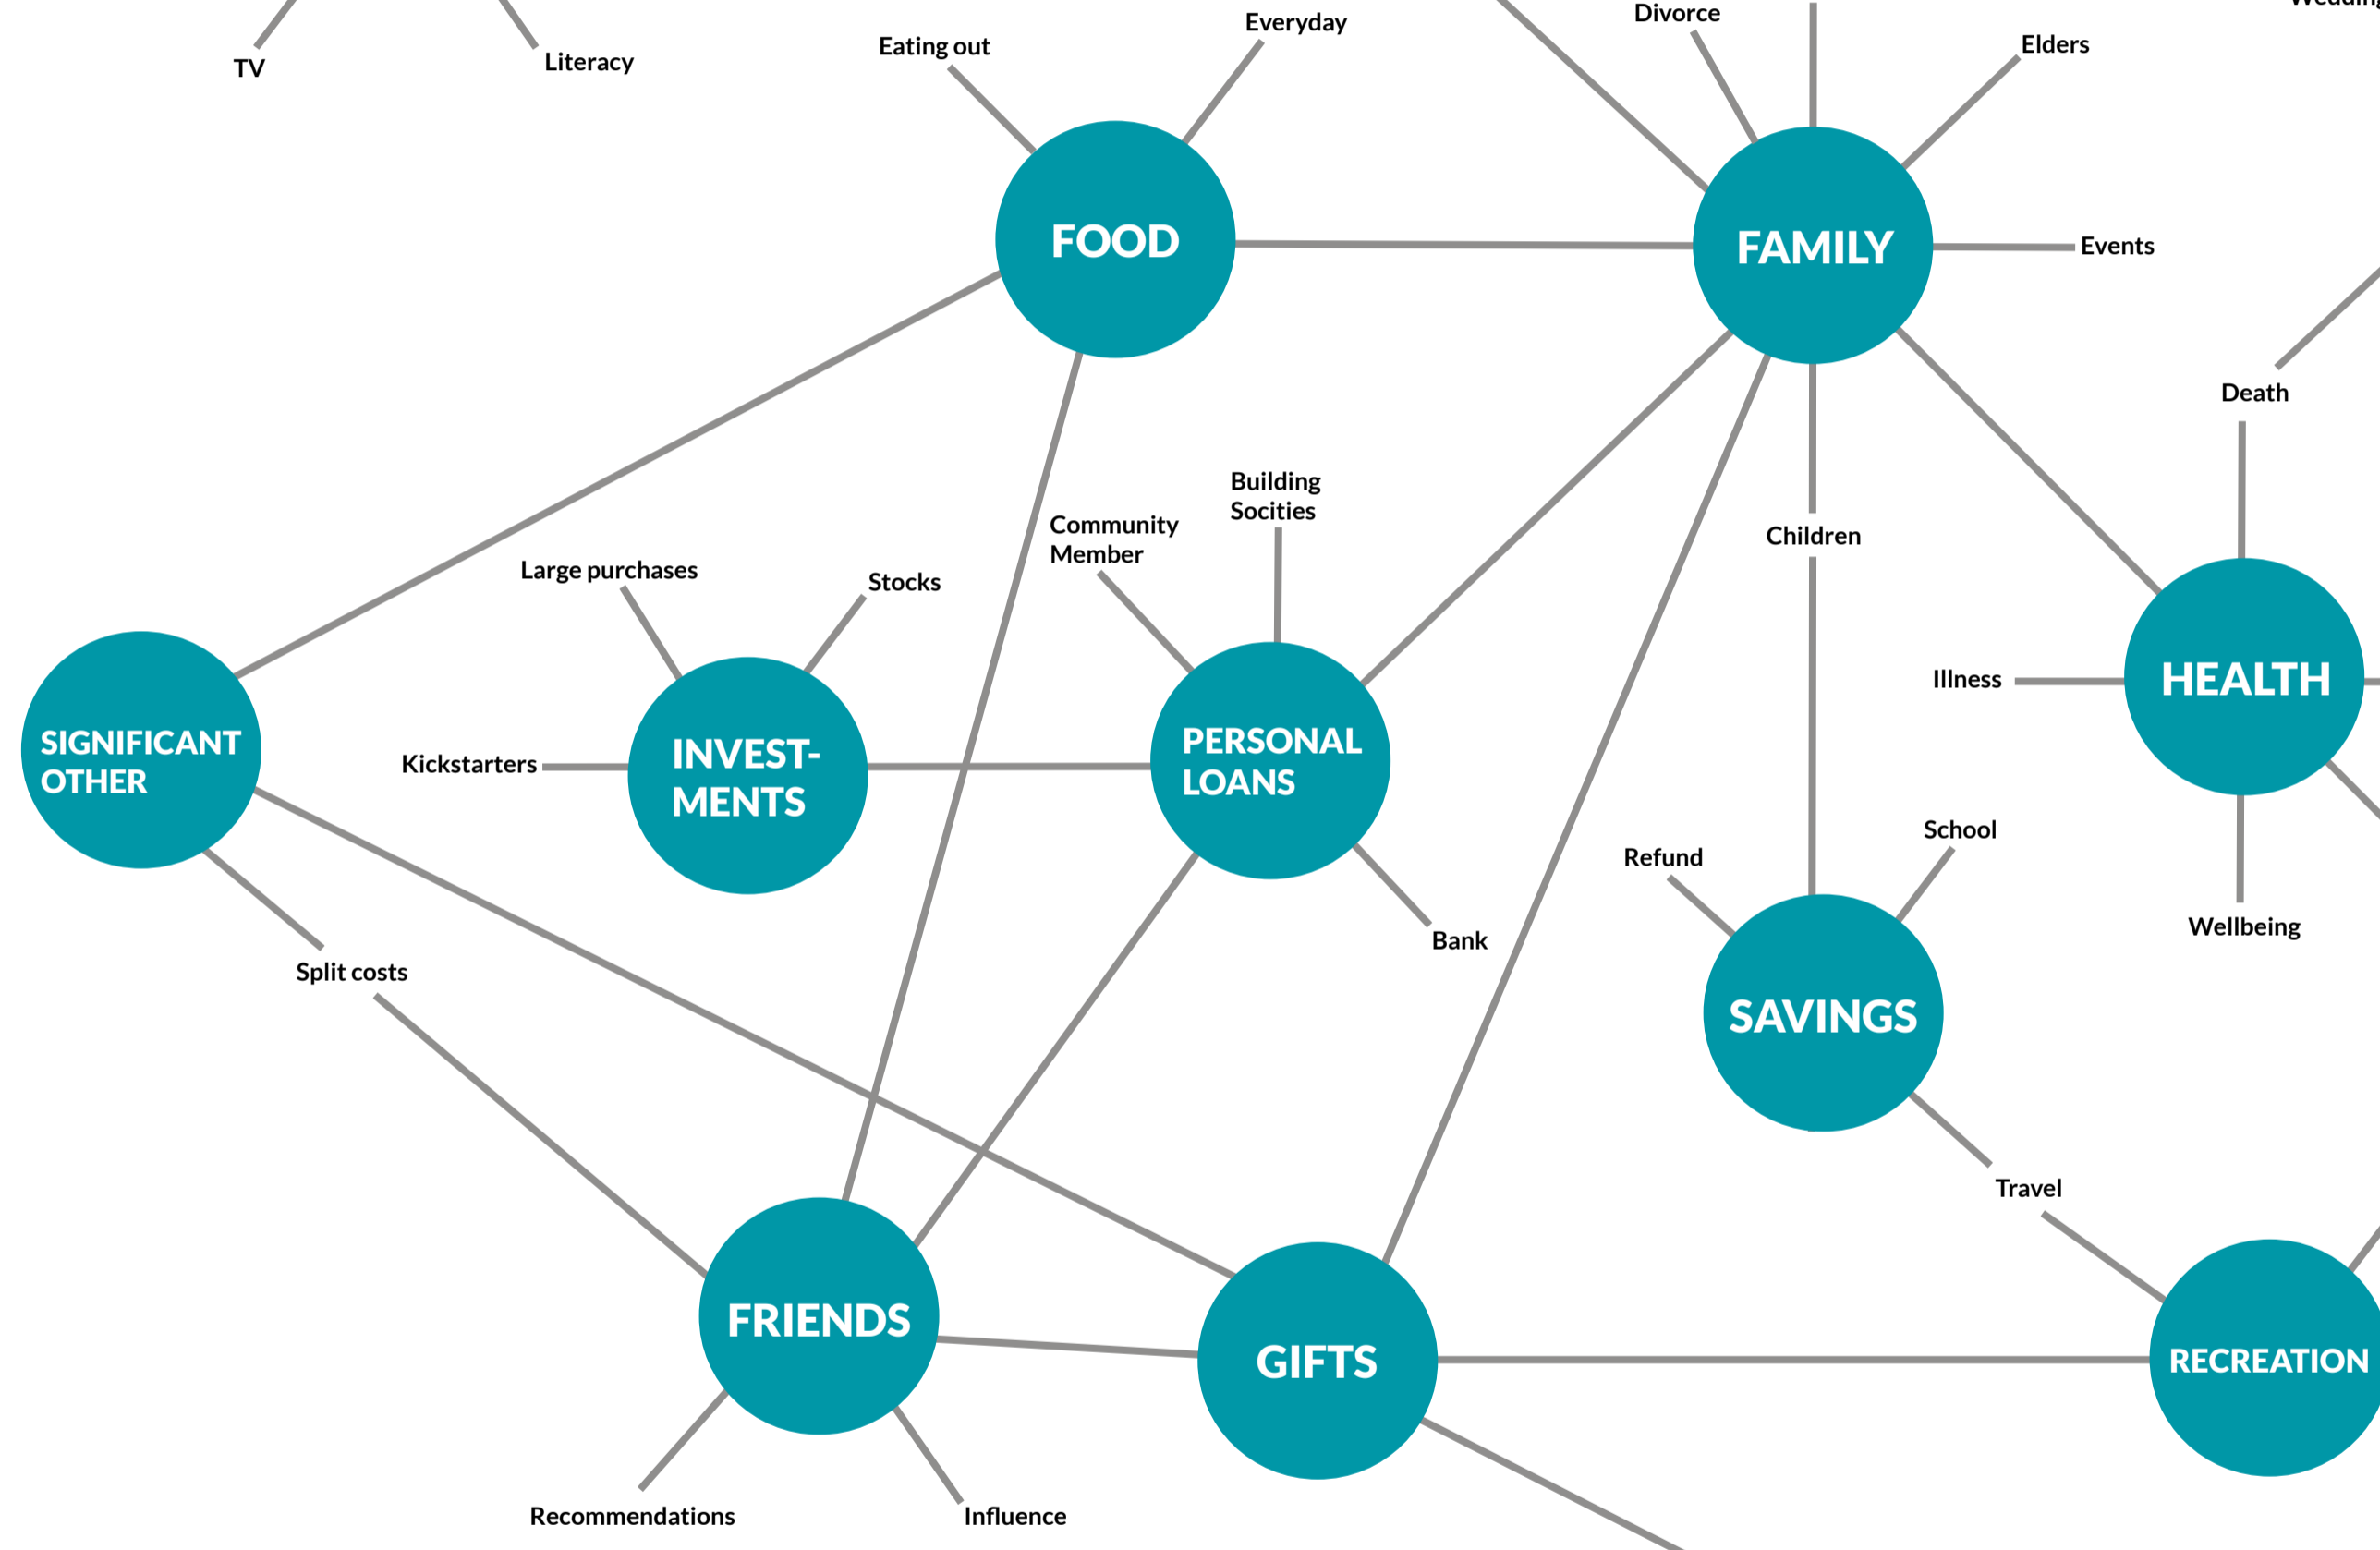 Divorce
Everyday
Elders
Eating out
Literacy
TV
FOOD
FAMILY
Events
Death
Building
Socities
Community
Member
Children
Large purchases
Stocks
Illness
HEALTH
SIGNIFICANT
OTHER
Kickstarters
INVEST-
MENTS
PERSONAL
LOANS
School
Refund
Wellbeing
Bank
Split costs
SAVINGS
Travel
FRIENDS
GIFTS
RECREATION
Recommendations
Influence